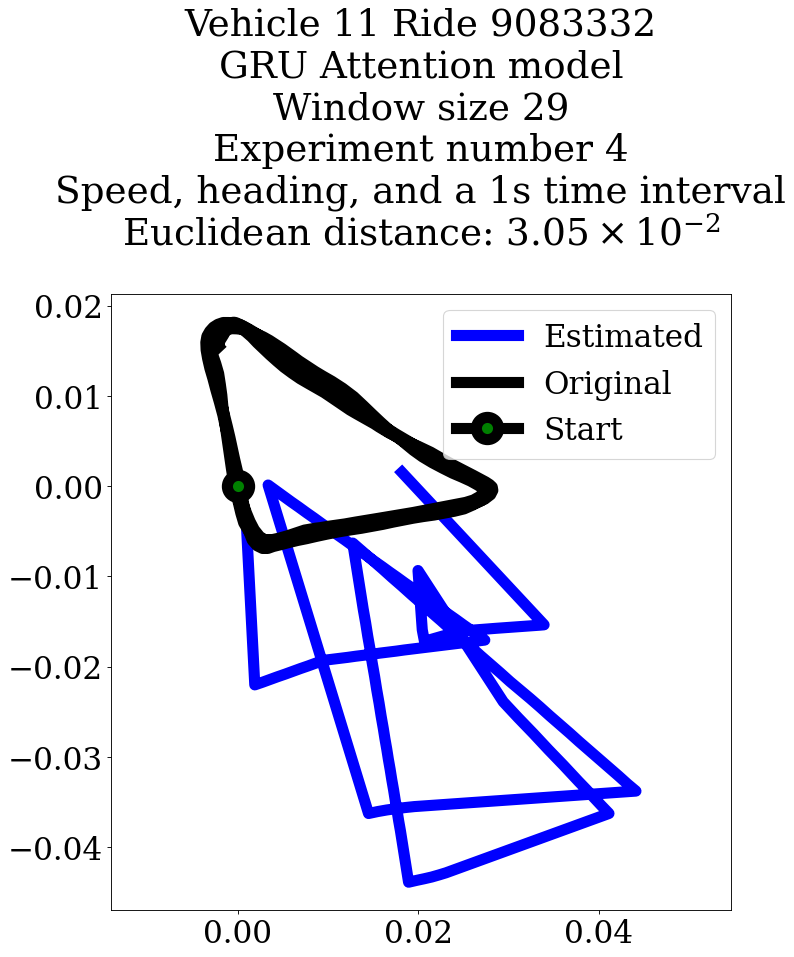 Vehicle 11 Ride 9083332
GRU Attention model
Window size 29
Experiment number 4
Speed, heading, and a 1s time interval
Euclidean distance: 3.05 × 10⁻²
Estimated
Original
Start
0.02
0.01
0.00
−0.01
−0.02
−0.03
−0.04
0.00 0.02 0.04